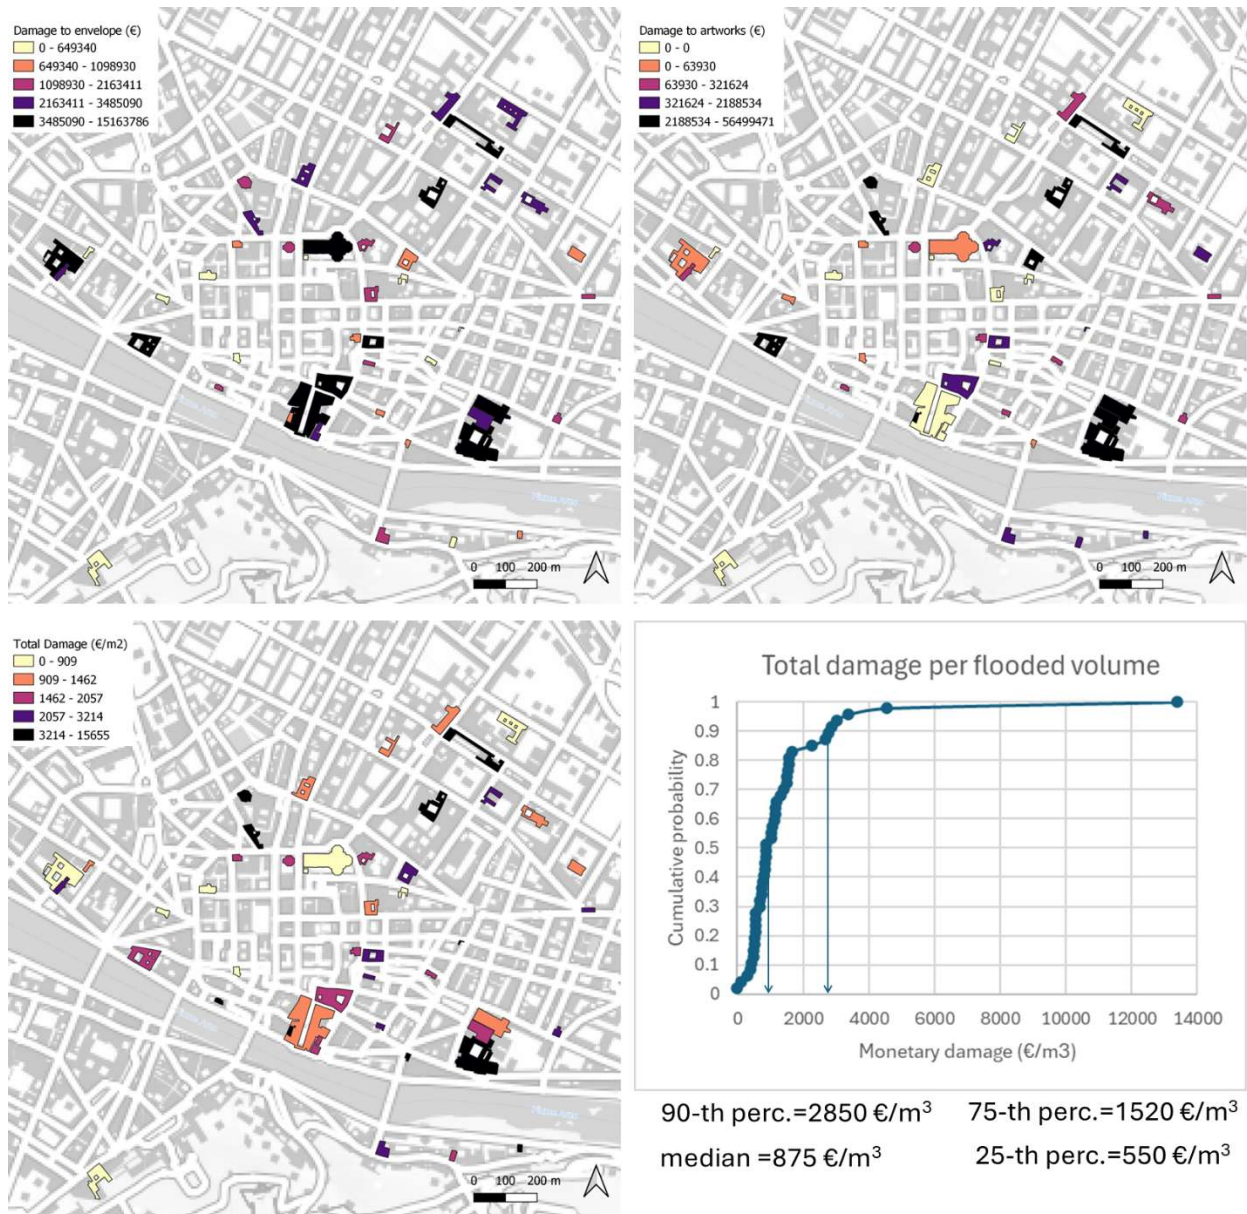 Damage to envelope (€)
0 - 649340
649340 - 1098930
1098930 - 2163411
2163411 - 3485090
3485090 - 15163786
0 100 200 m
Damage to artworks (€)
0 - 0
0 - 63930
63930 - 321624
321624 - 2188534
2188534 - 56499471
0 100 200 m
Total Damage (€/m2)
0 - 909
909 - 1462
1462 - 2057
2057 - 3214
3214 - 15655
0 100 200 m
Total damage per flooded volume
1
0.9
0.8
0.7
0.6
0.5
0.4
0.3
0.2
0.1
0
Cumulative probability
0 2000 4000 6000 8000 10000 12000 14000
Monetary damage (€/m3)
90-th perc.=2850 €/m³ 75-th perc.=1520 €/m³
median =875 €/m³ 25-th perc.=550 €/m³